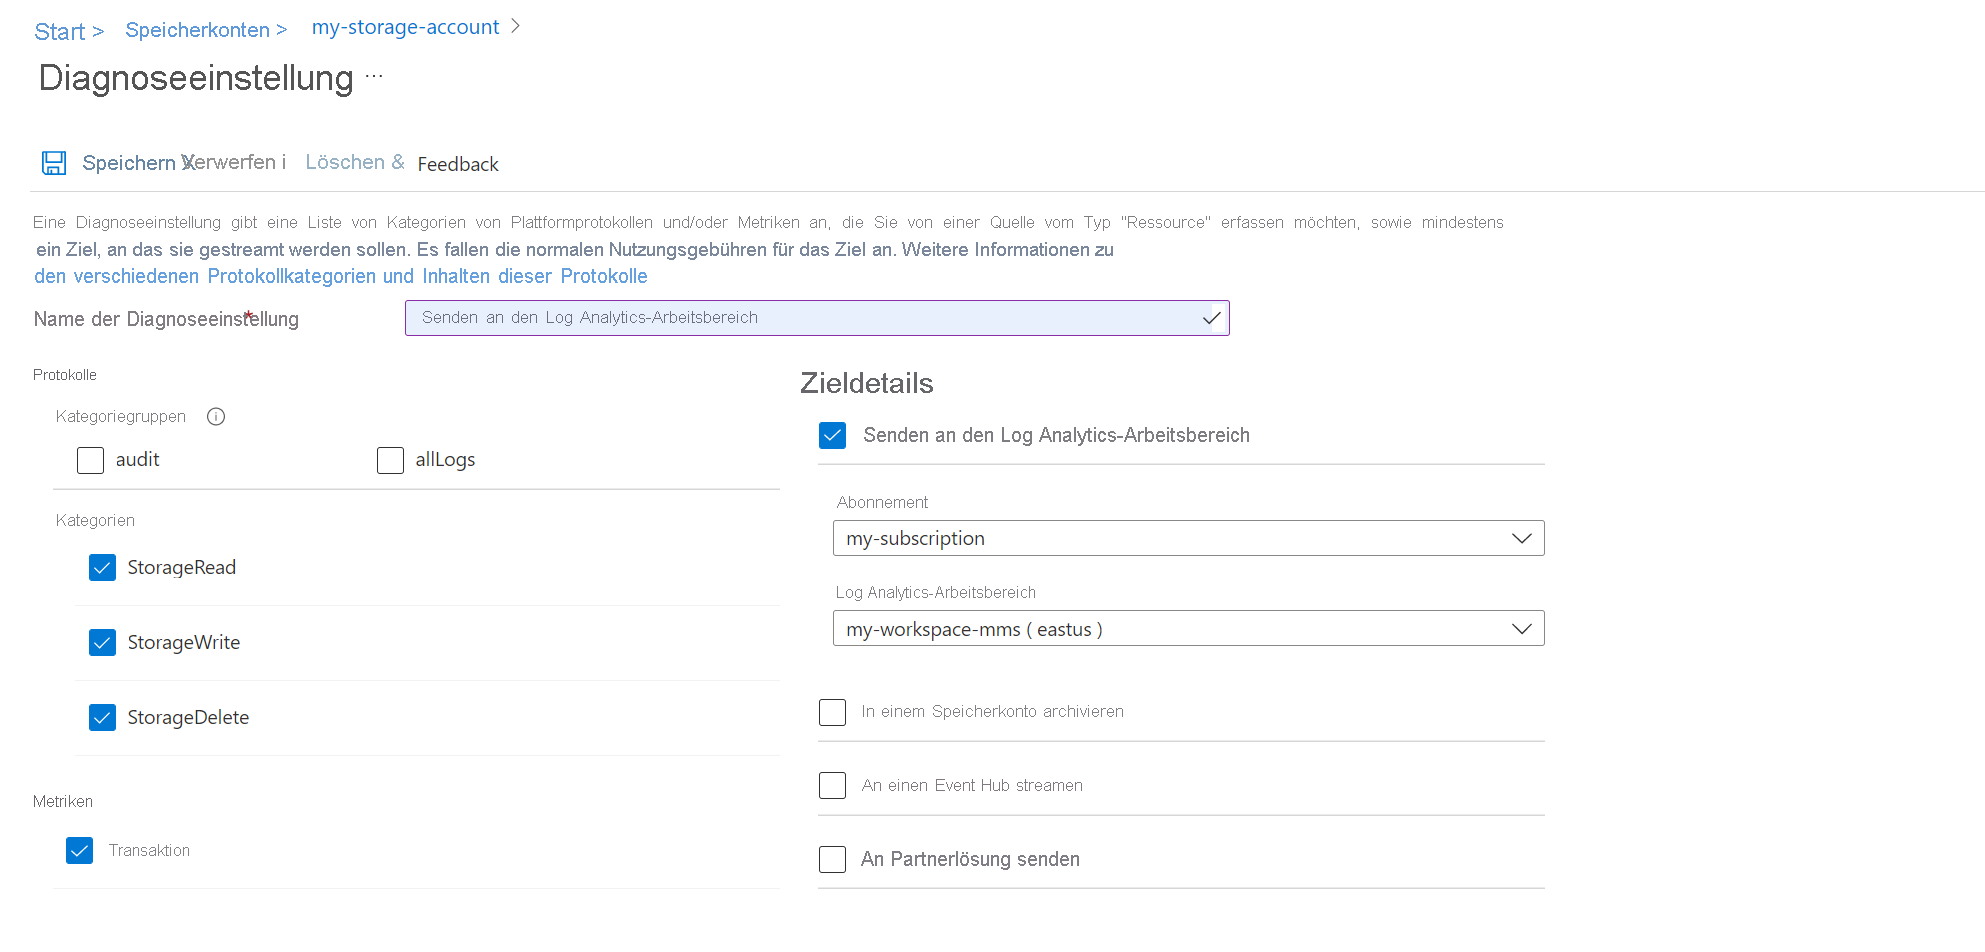 Start > Speicherkonten > my-storage-account >
Diagnoseeinstellung ...
Speichern X Verwerfen i Löschen & Feedback
Eine Diagnoseeinstellung gibt eine Liste von Kategorien von Plattformprotokollen und/oder Metriken an, die Sie von einer Quelle vom Typ "Ressource" erfassen möchten, sowie mindestens
ein Ziel, an das sie gestreamt werden sollen. Es fallen die normalen Nutzungsgebühren für das Ziel an. Weitere Informationen zu
den verschiedenen Protokollkategorien und Inhalten dieser Protokolle
Name der Diagnoseeinstellung *
Senden an den Log Analytics-Arbeitsbereich
Protokolle
Kategoriegruppen
audit
allLogs
Kategorien
StorageRead
StorageWrite
StorageDelete
Metriken
Transaktion
Zieldetails
Senden an den Log Analytics-Arbeitsbereich
Abonnement
my-subscription
Log Analytics-Arbeitsbereich
my-workspace-mms ( eastus )
In einem Speicherkonto archivieren
An einen Event Hub streamen
An Partnerlösung senden